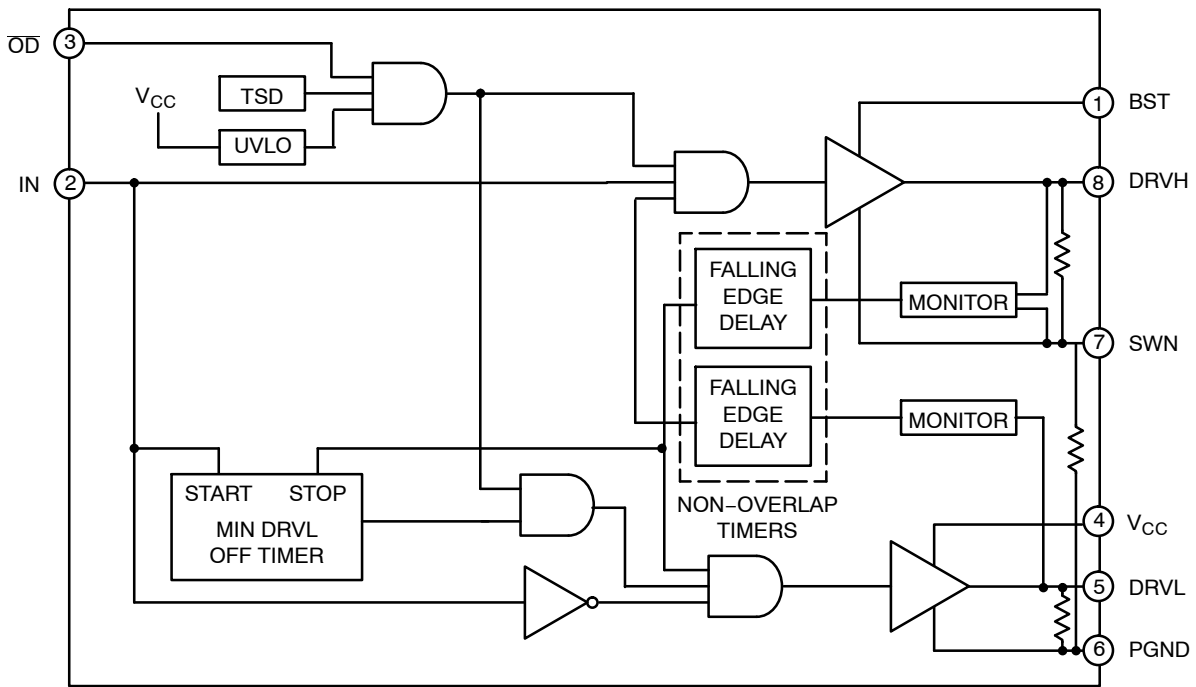 OD
3
VCC
TSD
UVLO
IN
2
1
BST
8
DRVH
FALLING
EDGE
DELAY
MONITOR
7
SWN
FALLING
EDGE
DELAY
MONITOR
START
STOP
MIN DRVL
OFF TIMER
NON−OVERLAP
TIMERS
4
VCC
5
DRVL
6
PGND